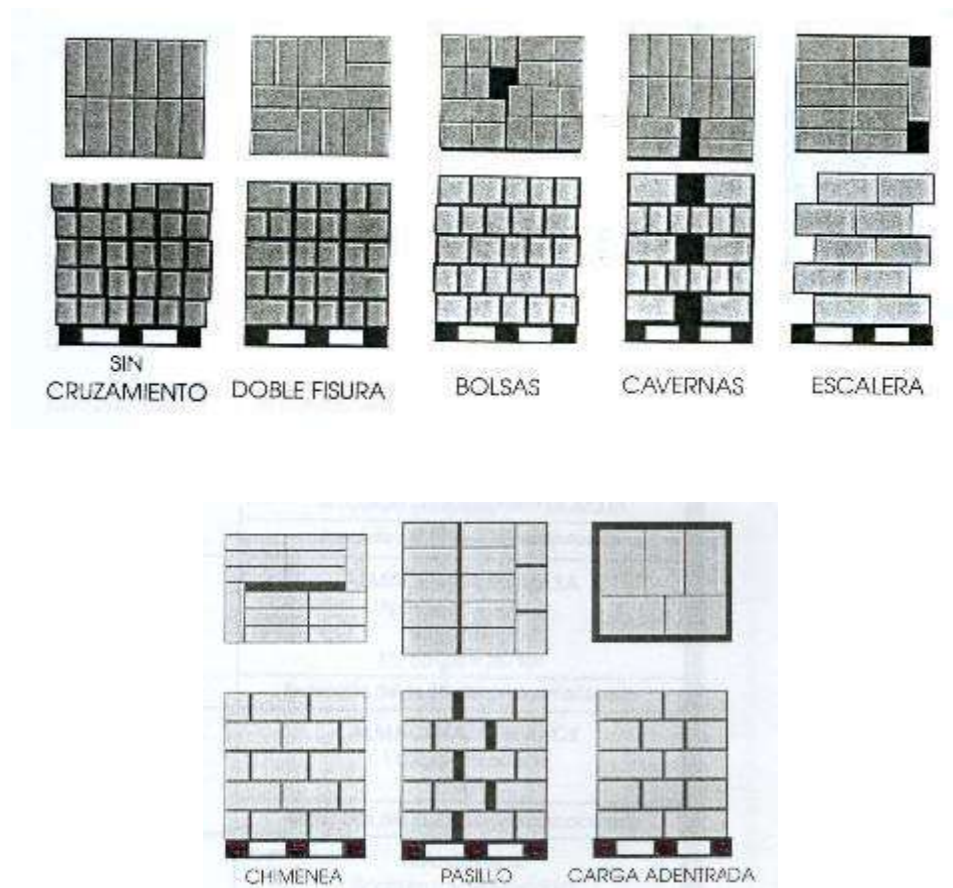 SIN
CRUZAMIENTO
DOBLE FISURA
BOLSAS
CAVERNAS
ESCALERA
CHIMENEA
PASILLO
CARGA ADENTRADA